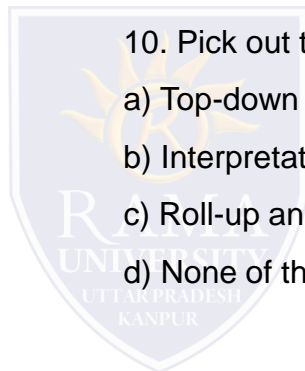 10. Pick out t
a) Top-down
b) Interpretat
c) Roll-up an
d) None of th
RAMA
UNIVERSITY
UTTAR PRADESH
KANPUR